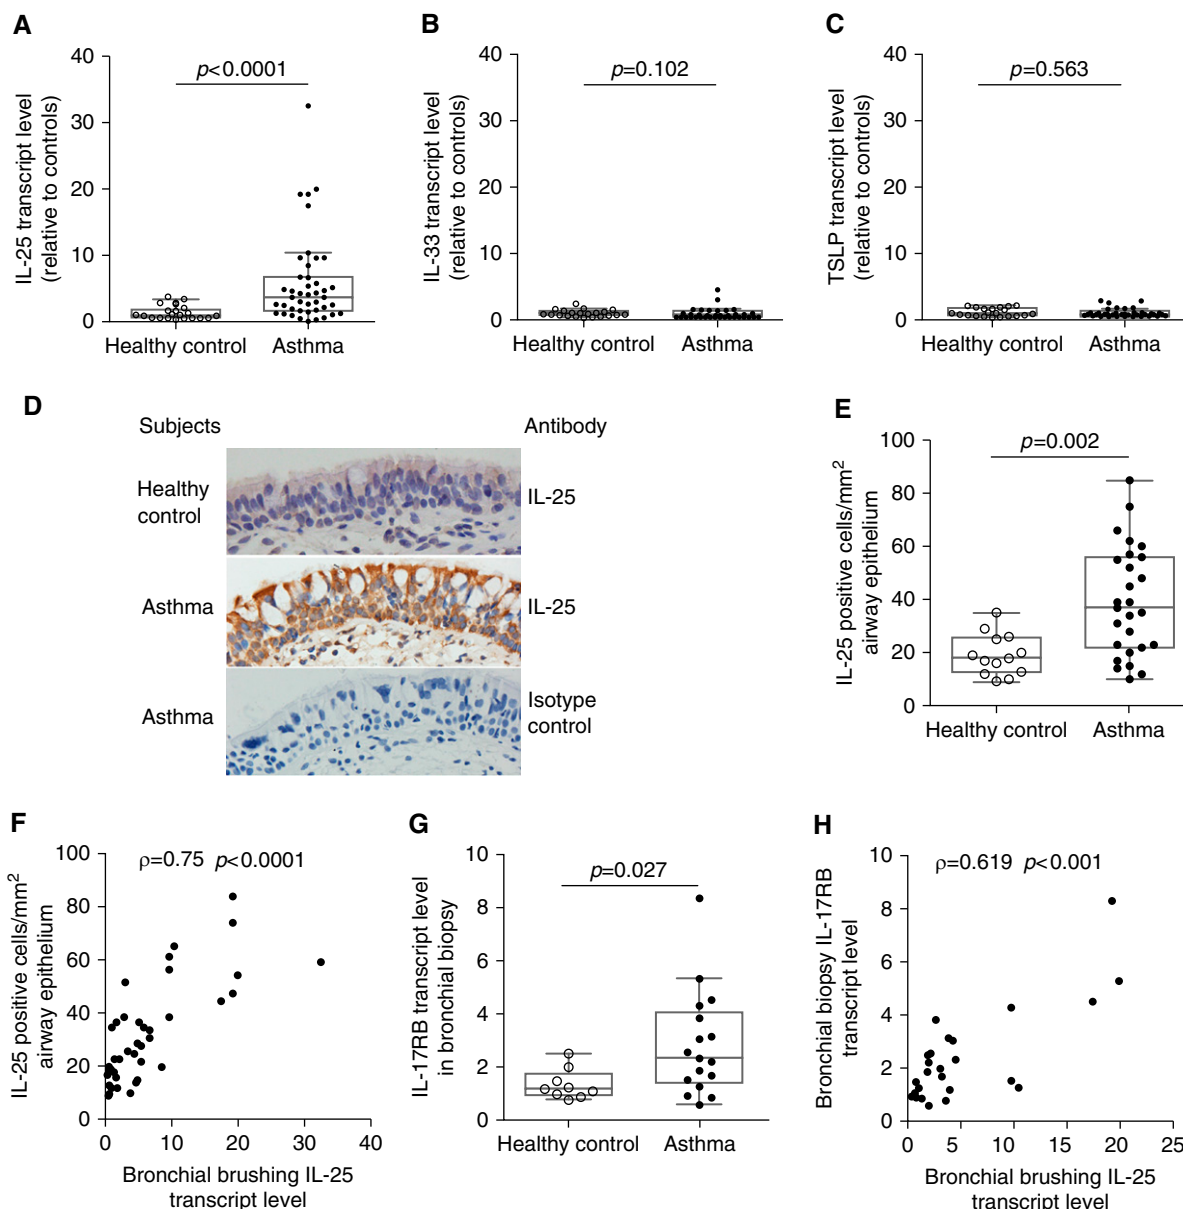 A
IL-25 transcript level
(relative to controls)
40
30
20
10
0
p<0.0001
Healthy control
Asthma
B
IL-33 transcript level
(relative to controls)
40
30
20
10
0
p=0.102
Healthy control
Asthma
C
TSLP transcript level
(relative to controls)
40
30
20
10
0
p=0.563
Healthy control
Asthma
D
Subjects
Antibody
Healthy
control
IL-25
Asthma
IL-25
Asthma
Isotype
control
E
IL-25 positive cells/mm2
airway epithelium
100
80
60
40
20
0
p=0.002
Healthy control
Asthma
F
IL-25 positive cells/mm2
airway epithelium
100
80
60
40
20
0
ρ=0.75 p<0.0001
0
10
20
30
40
Bronchial brushing IL-25
transcript level
G
IL-17RB transcript level
in bronchial biopsy
10
8
6
4
2
0
p=0.027
Healthy control
Asthma
H
Bronchial biopsy IL-17RB
transcript level
10
8
6
4
2
0
ρ=0.619 p<0.001
0
5
10
15
20
25
Bronchial brushing IL-25
transcript level